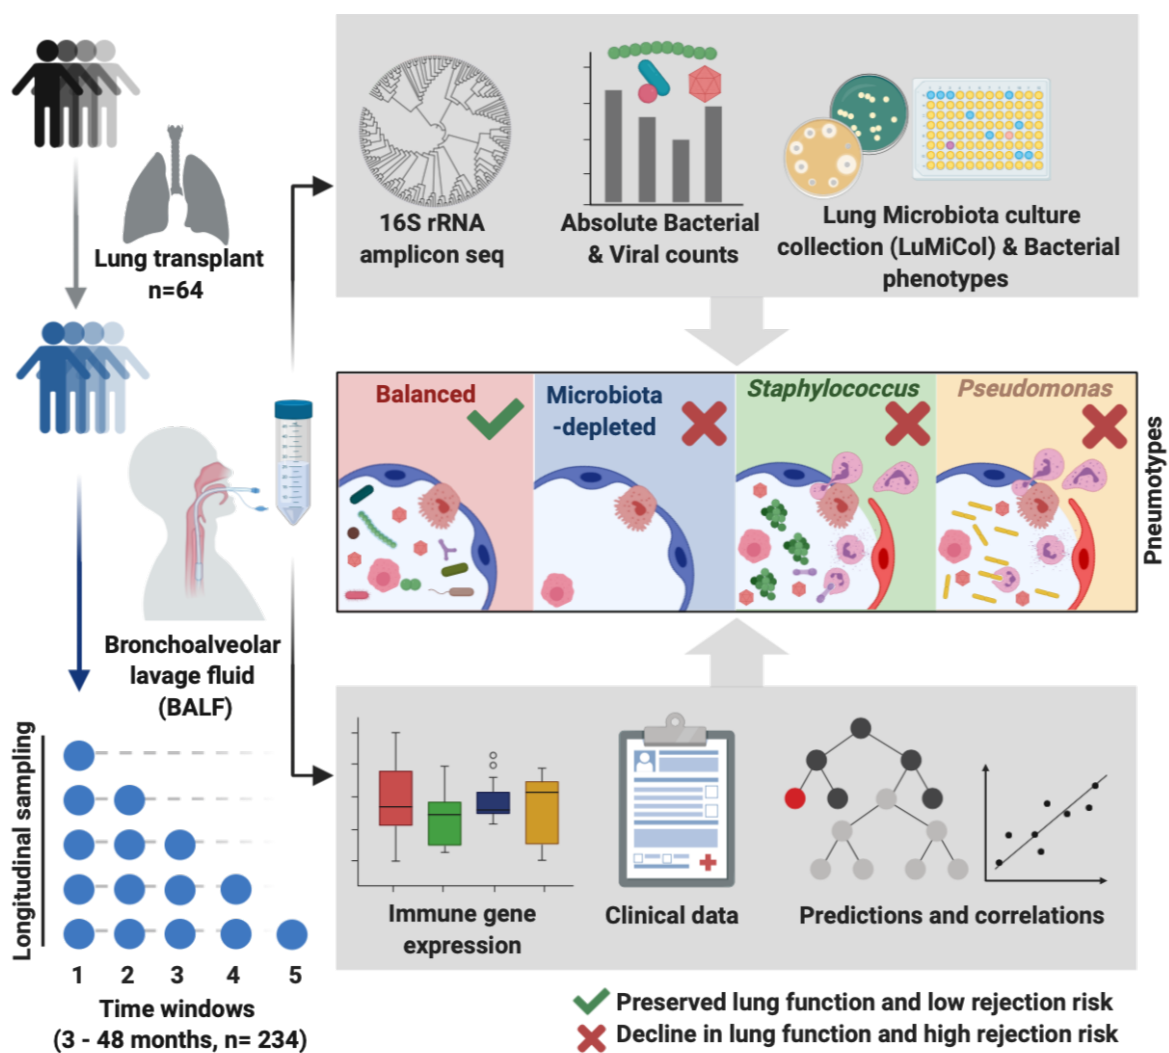 Lung transplant
n=64
16S rRNA
amplicon seq
Absolute Bacterial
& Viral counts
Lung Microbiota culture
collection (LuMiCol) & Bacterial
phenotypes
Balanced
Microbiota
-depleted
Staphylococcus
Pseudomonas
Pneumotypes
Bronchoalveolar
lavage fluid
(BALF)
Longitudinal sampling
1 2 3 4 5
Time windows
(3 - 48 months, n= 234)
Immune gene
expression
Clinical data
Predictions and correlations
Preserved lung function and low rejection risk
Decline in lung function and high rejection risk